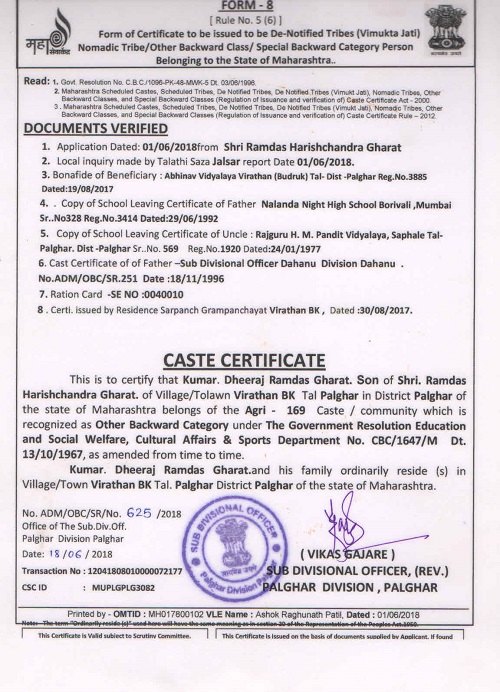 FORM - 8
[ Rule No. 5 (6) ]
Form of Certificate to be issued to be De-Notified Tribes (Vimukta Jati)
Nomadic Tribe/Other Backward Class/ Special Backward Category Person
Belonging to the State of Maharashtra..
महा
Read: 1. Govt. Resolution No. C.B.C./1096-PK-48-MWK-5 Dt. 03/06/1996.
2. Maharashtra Scheduled Castes, Scheduled Tribes, De Notified Tribes, De Notified.Tribes (Vimukt Jati), Nomadic Tribes, Other
Backward Classes, and Special Backward Classes (Regulation of Issuance and verification of) Caste Certificate Act - 2000.
3 . Maharashtra Scheduled Castes, Scheduled Tribes, De Notified Tribes, De Notified Tribes (Vimukt Jati), Nomadic Tribes, Other
Backward Classes, and Special Backward Classes (Regulation of Issuance and verification of) Caste Certificate Rule – 2012.
DOCUMENTS VERIFIED
1. Application Dated: 01/06/2018from Shri Ramdas Harishchandra Gharat
2. Local inquiry made by Talathi Saza Jalsar report Date 01/06/2018.
3. Bonafide of Beneficiary : Abhinav Vidyalaya Virathan (Budruk) Tal- Dist -Palghar Reg.No.3885
Dated:19/08/2017
4. . Copy of School Leaving Certificate of Father Nalanda Night High School Borivali ,Mumbai
Sr..No328 Reg.No.3414 Dated:29/06/1992
5. Copy of School Leaving Certificate of Uncle : Rajguru H. M. Pandit Vidyalaya, Saphale Tal-
Palghar. Dist -Palghar Sr..No. 569 Reg.No.1920 Dated:24/01/1977
6. Cast Certificate of of Father –Sub Divisional Officer Dahanu Division Dahanu .
No.ADM/OBC/SR.251 Date :18/11/1996
7. Ration Card -SE NO :0040010
8 . Certi. issued by Residence Sarpanch Grampanchayat Virathan BK , Dated :30/08/2017.
CASTE CERTIFICATE
This is to certify that Kumar. Dheeraj Ramdas Gharat. Son of Shri. Ramdas
Harishchandra Gharat. of Village/Tolawn Virathan BK Tal Palghar in District Palghar of
the state of Maharashtra belongs of the Agri - 169 Caste / community which is
recognized as Other Backward Category under The Government Resolution Education
and Social Welfare, Cultural Affairs & Sports Department No. CBC/1647/M Dt.
13/10/1967, as amended from time to time.
Kumar. Dheeraj Ramdas Gharat.and his family ordinarily reside (s) in
Village/Town Virathan BK Tal. Palghar District Palghar of the state of Maharashtra.
No. ADM/OBC/SR/No. 625 /2018
Office of The Sub.Div.Off.
Palghar Division Palghar
Date: 18/06 / 2018
Transaction No : 12041808010000072177
CSC ID : MUPLGPLG3082
SUB DIVISIONAL OFFICER
Palghar Division
( VIKAS GAJARE )
SUB DIVISIONAL OFFICER, (REV.)
PALGHAR DIVISION , PALGHAR
Printed by - OMTID : MH017800102 VLE Name : Ashok Raghunath Patil, Dated : 01/06/2018
Note:- The term "Ordinarily reside (s)" used here will have the same meaning as in section 20 of the Representation of the Peoples Act.1950.
This Certificate is Valid subject to Scrutiny Committee.
This Certificate is Issued on the basis of documents supplied by Applicant. If found